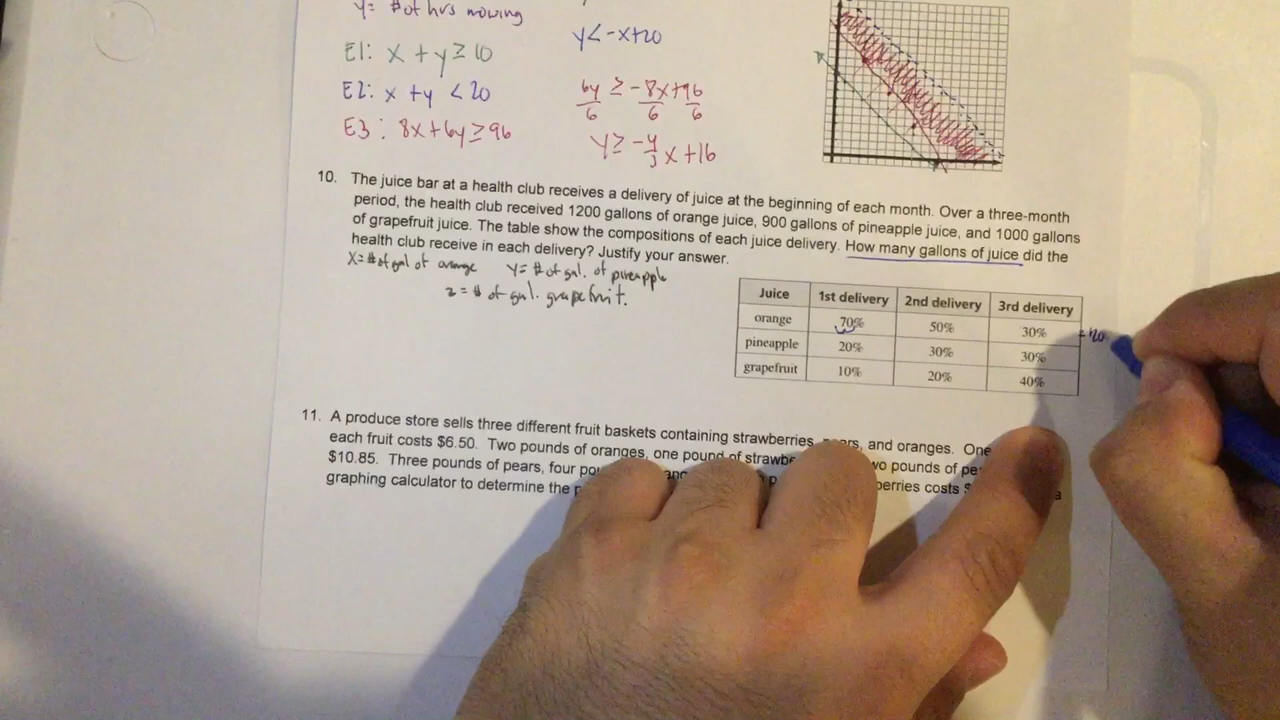 y = # of hrs mowing
y < -x+20
E1: x + y ≥ 10
E2: x + y < 20
6y ≥ -8x+96
6 6 6
E3: 8x+6y ≥ 96
y ≥ -4/3 x +16
10. The juice bar at a health club receives a delivery of juice at the beginning of each month. Over a three-month
period, the health club received 1200 gallons of orange juice, 900 gallons of pineapple juice, and 1000 gallons
of grapefruit juice. The table show the compositions of each juice delivery. How many gallons of juice did the
health club receive in each delivery? Justify your answer.
x = # of gal of orange y = # of gal. of pineapple
z = # of gal. grapefruit.
Juice 1st delivery 2nd delivery 3rd delivery
orange 70% 50% 30% = 120
pineapple 20% 30% 30%
grapefruit 10% 20% 40%
11. A produce store sells three different fruit baskets containing strawberries, pears, and oranges. One
each fruit costs $6.50. Two pounds of oranges, one pound of
$10.85. Three pounds of pears, four costs
graphing calculator to determine the